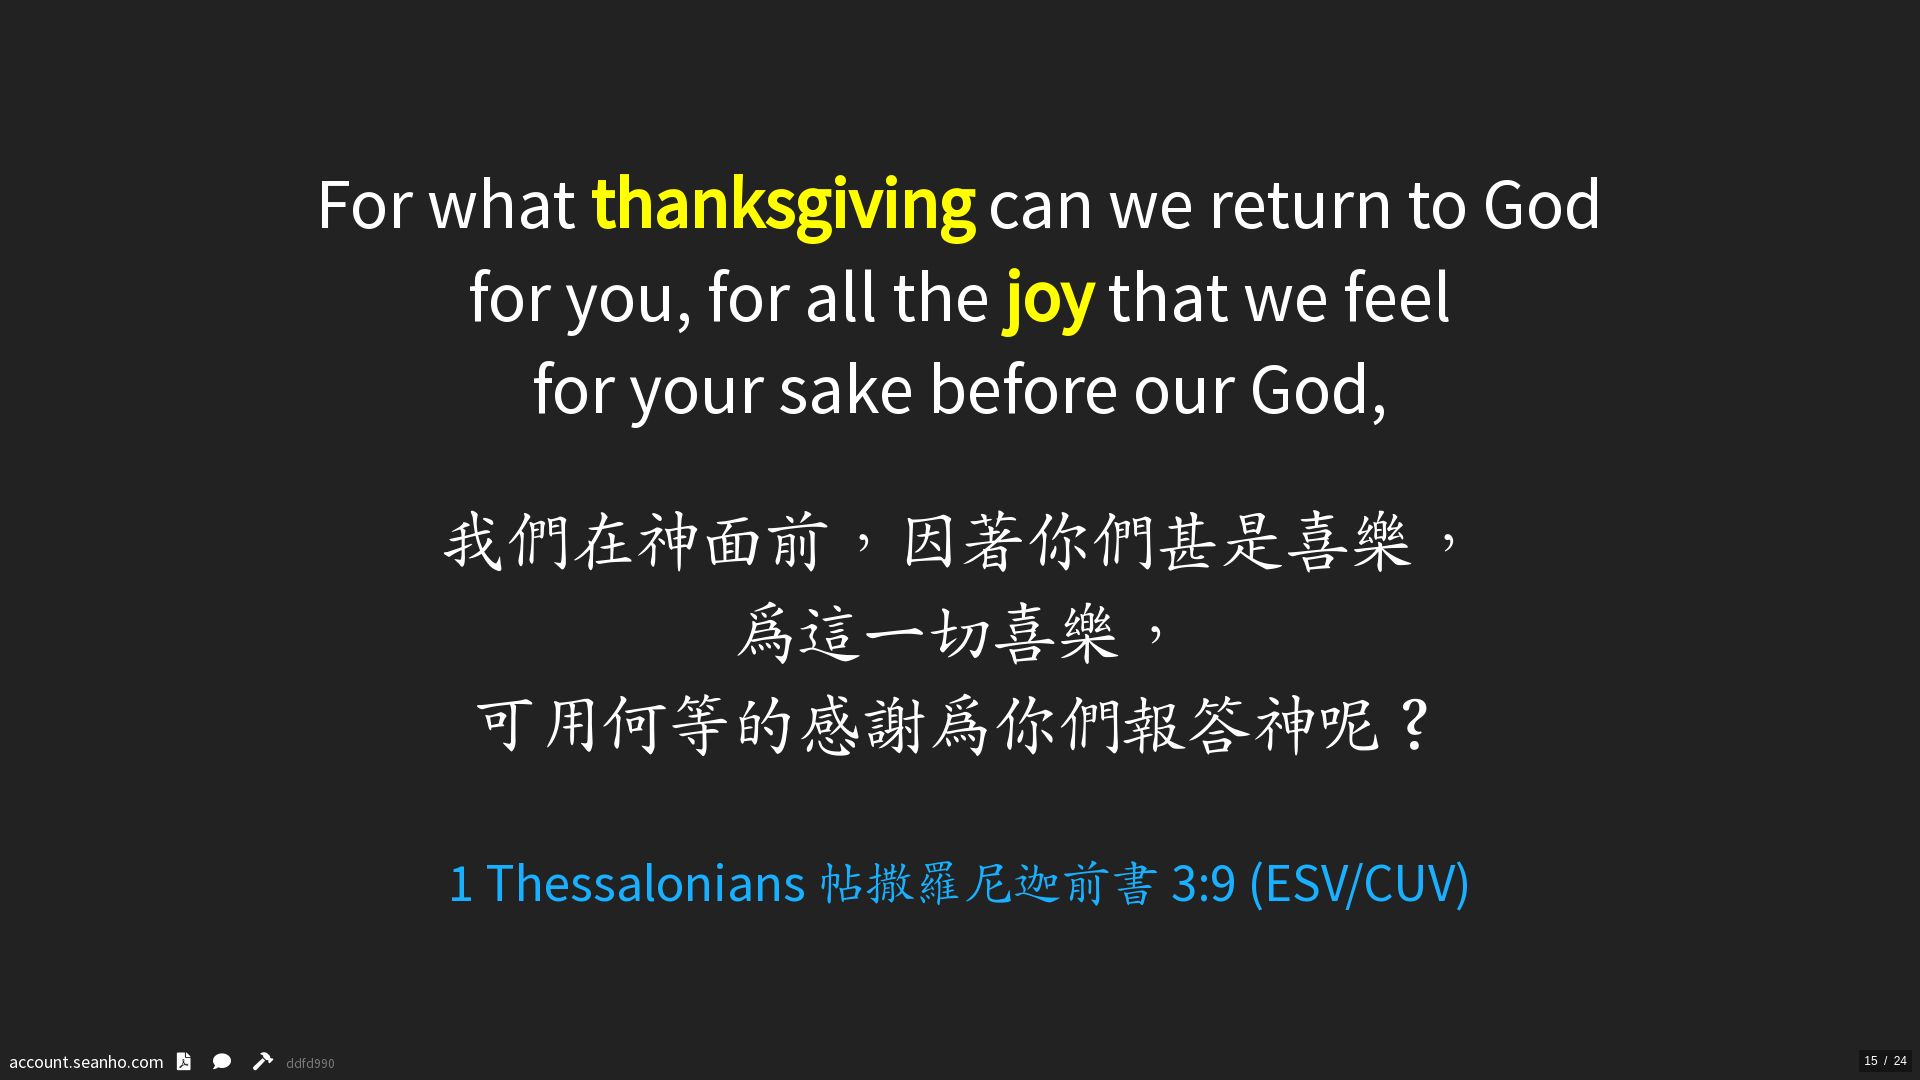 For what thanksgiving can we return to God
for you, for all the joy that we feel
for your sake before our God,
我們在神面前，因著你們甚是喜樂，
爲這一切喜樂，
可用何等的感謝爲你們報答神呢？
1 Thessalonians 帖撒羅尼迦前書 3:9 (ESV/CUV)
account.seanho.com ddfd990
15 / 24